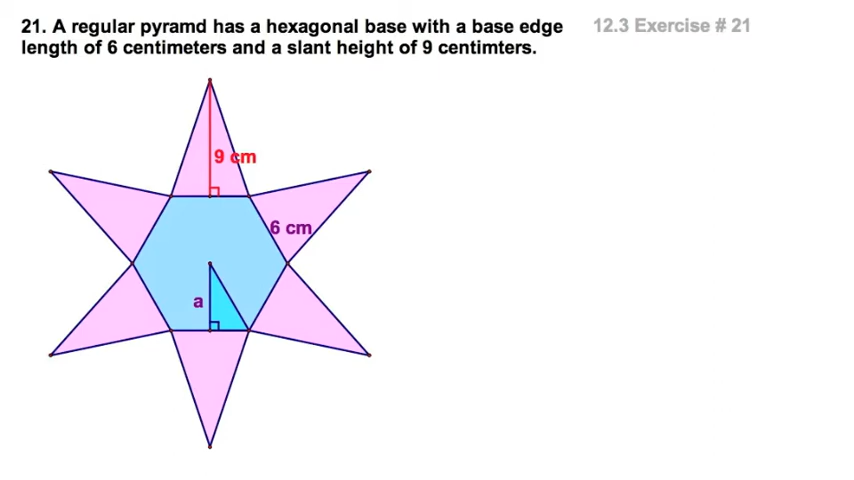 21. A regular pyramd has a hexagonal base with a base edge
length of 6 centimeters and a slant height of 9 centimters.
12.3 Exercise # 21
9 cm
6 cm
a